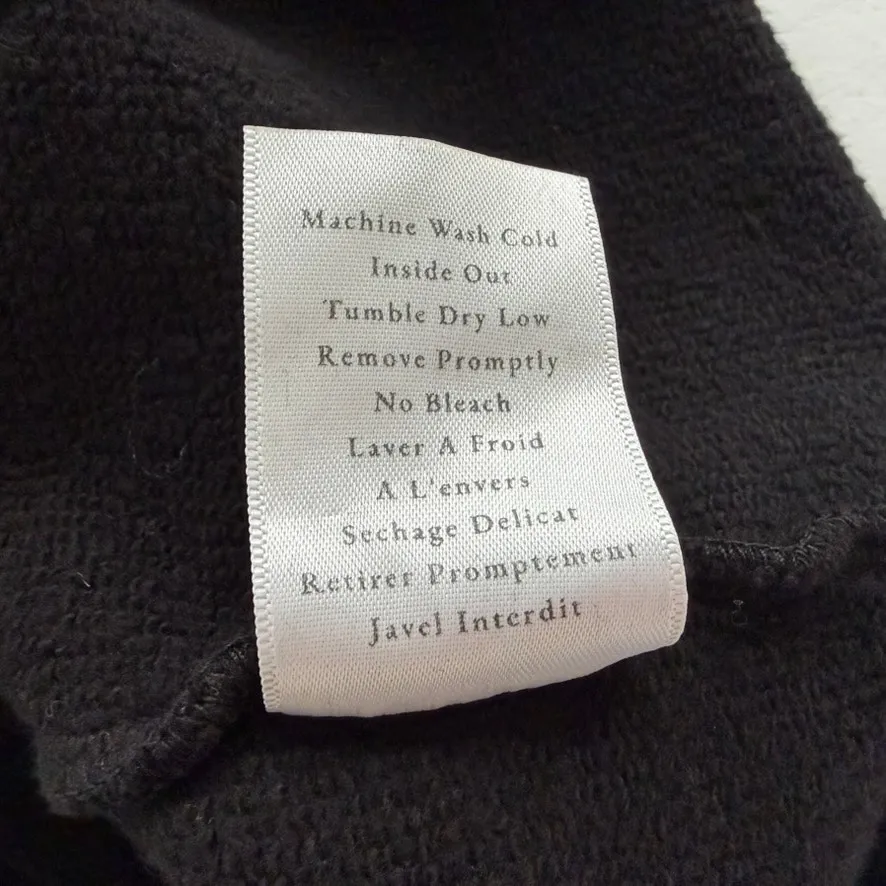 Machine Wash Cold
Inside Out
Tumble Dry Low
Remove Promptly
No Bleach
Laver A Froid
A L'envers
Sechage Delicat
Retirer Promptement
Javel Interdit